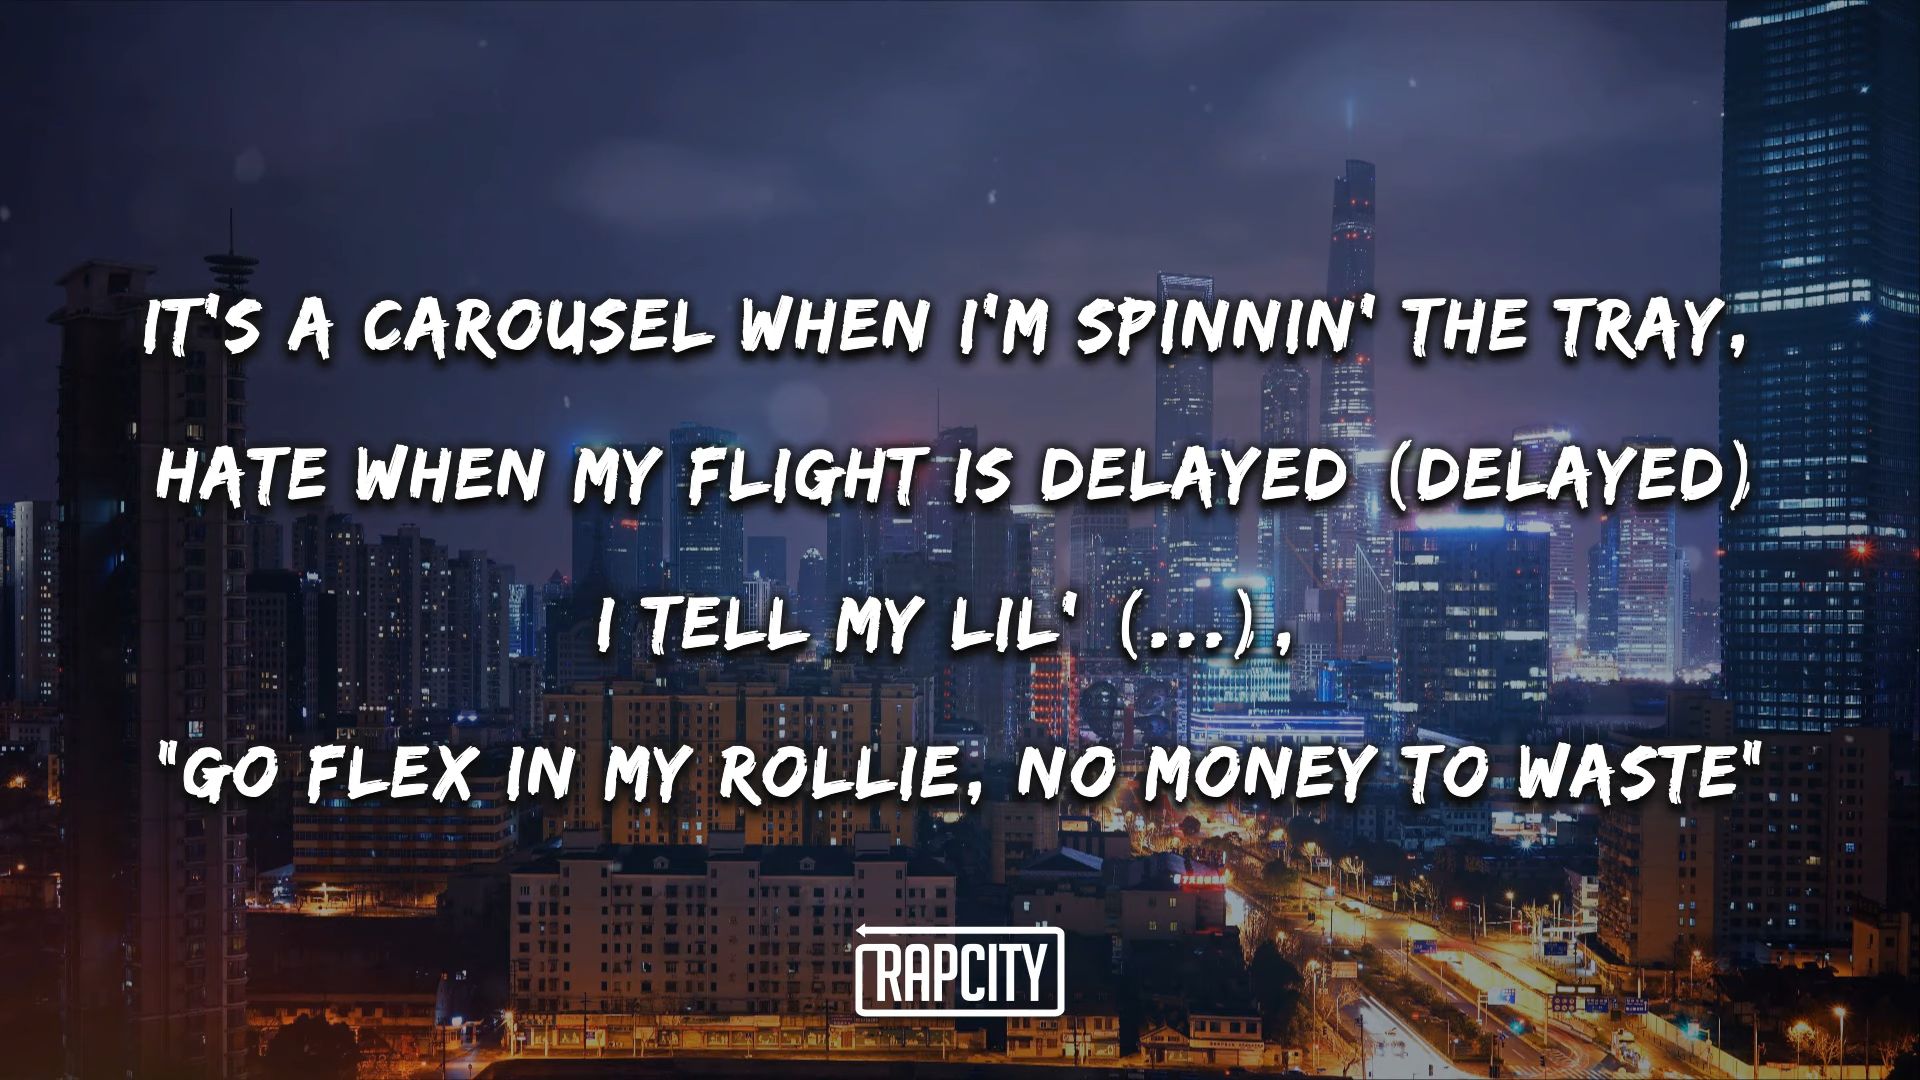 IT'S A CAROUSEL WHEN I'M SPINNIN' THE TRAY,
HATE WHEN MY FLIGHT IS DELAYED (DELAYED)
I TELL MY LIL' (...),
"GO FLEX IN MY ROLLIE, NO MONEY TO WASTE"
RAPCITY